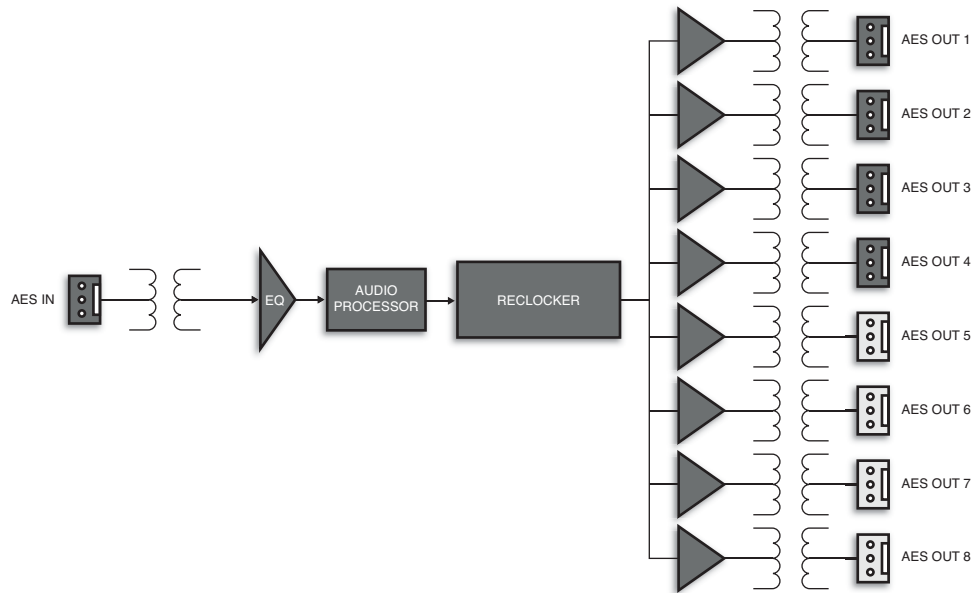 AES OUT 1
AES OUT 2
AES OUT 3
AES OUT 4
AES IN
EQ
AUDIO
PROCESSOR
RECLOCKER
AES OUT 5
AES OUT 6
AES OUT 7
AES OUT 8